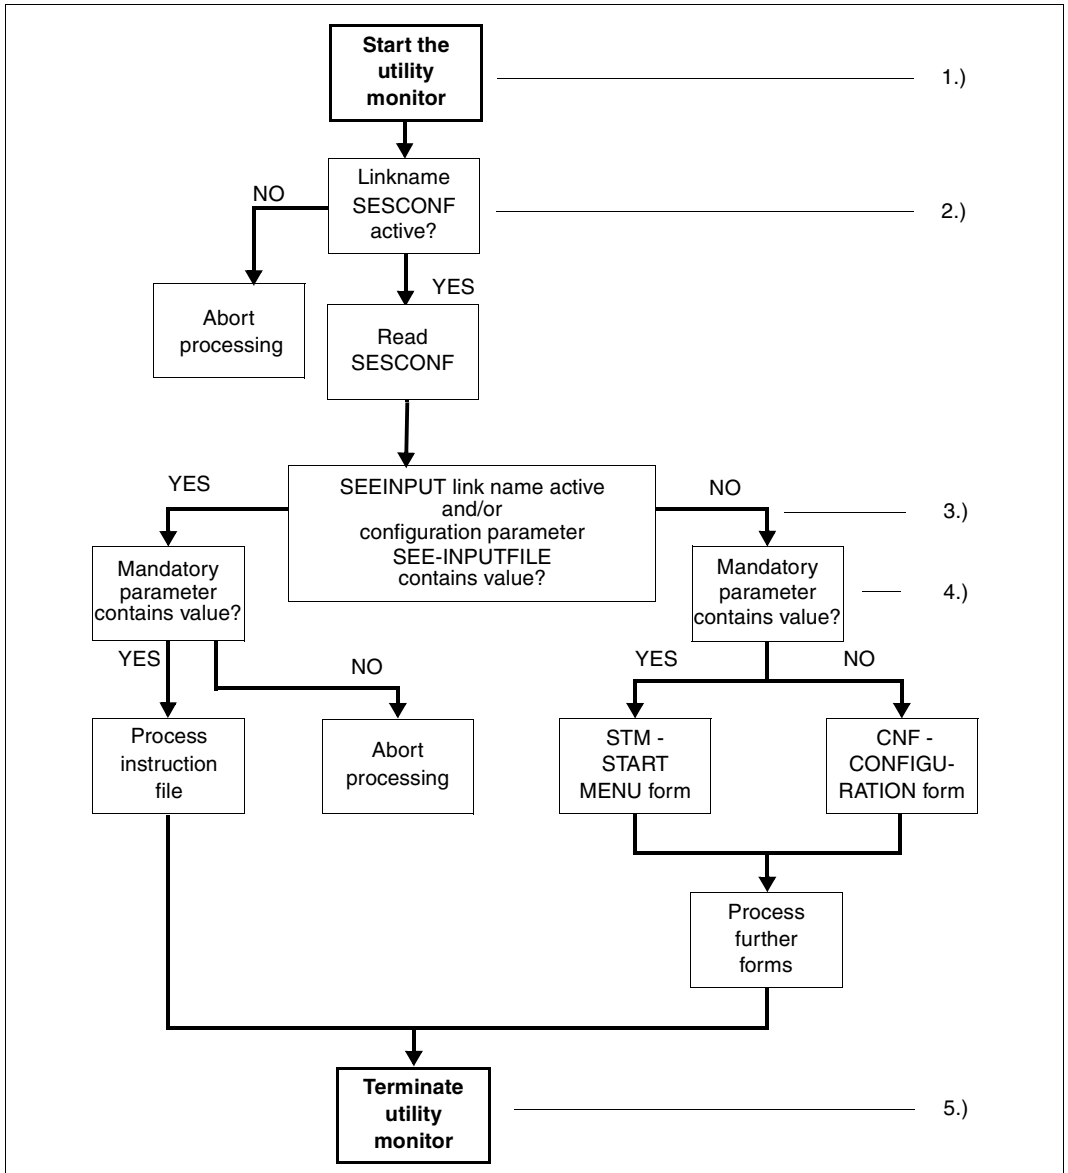 Start the
utility
monitor
1.)
Linkname
SESCONF
active?
NO
2.)
YES
Abort
processing
Read
SESCONF
YES
SEEINPUT link name active
and/or
configuration parameter
SEE-INPUTFILE
contains value?
NO
3.)
Mandatory
parameter
contains value?
Mandatory
parameter
contains value?
4.)
YES
NO
YES
NO
Process
instruction
file
Abort
processing
STM -
START
MENU form
CNF -
CONFIGU-
RATION form
Process
further
forms
Terminate
utility
monitor
5.)